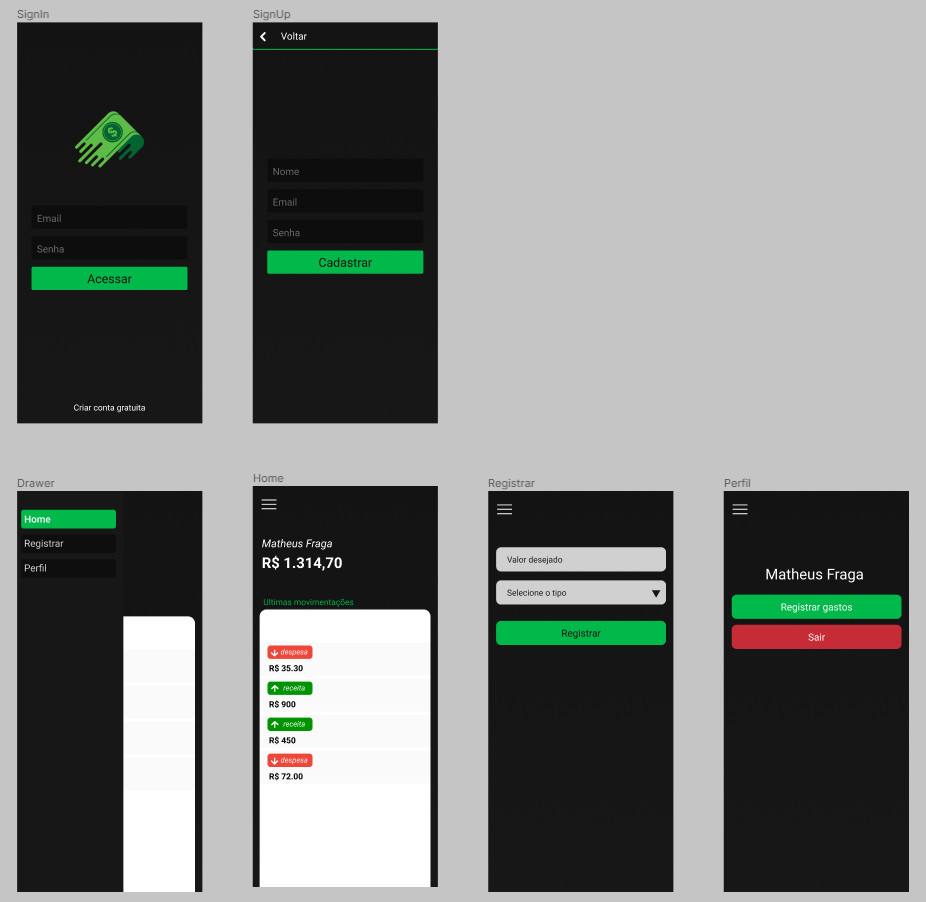 SignIn
Email
Senha
Acessar
Criar conta gratuita
SignUp
Voltar
Nome
Email
Senha
Cadastrar
Drawer
Home
Registrar
Perfil
Home
Matheus Fraga
R$ 1.314,70
Ultimas movimentações
despesa
R$ 35.30
receita
R$ 900
receita
R$ 450
despesa
R$ 72.00
Registrar
Valor desejado
Selecione o tipo
Registrar
Perfil
Matheus Fraga
Registrar gastos
Sair